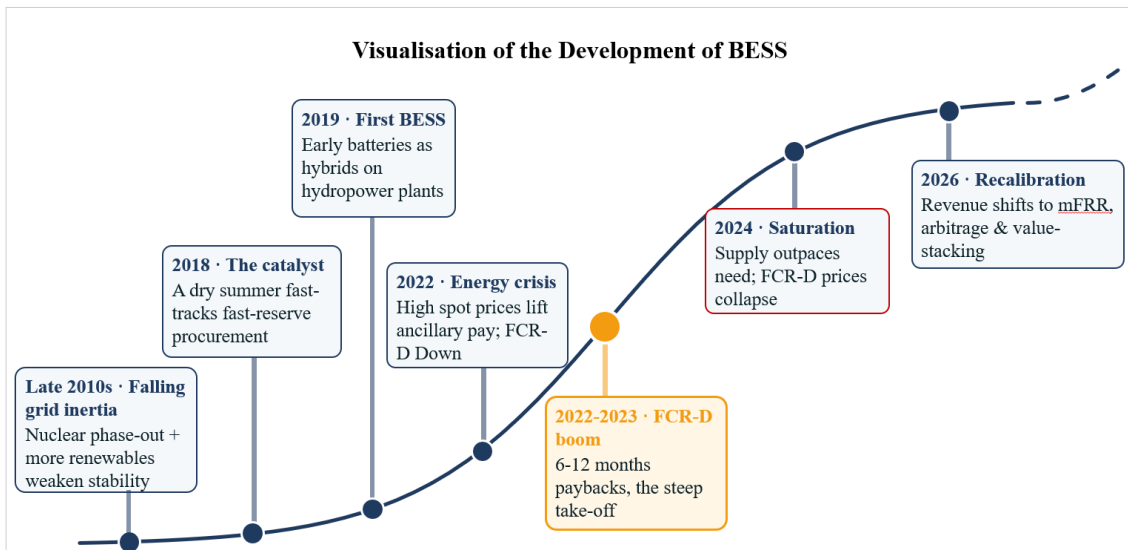 Visualisation of the Development of BESS
Late 2010s · Falling
grid inertia
Nuclear phase-out +
more renewables
weaken stability
2018 · The catalyst
A dry summer fast-
tracks fast-reserve
procurement
2019 · First BESS
Early batteries as
hybrids on
hydropower plants
2022 · Energy crisis
High spot prices lift
ancillary pay; FCR-
D Down
2022-2023 · FCR-D
boom
6-12 months
paybacks, the steep
take-off
2024 · Saturation
Supply outpaces
need; FCR-D prices
collapse
2026 · Recalibration
Revenue shifts to mFRR,
arbitrage & value-
stacking